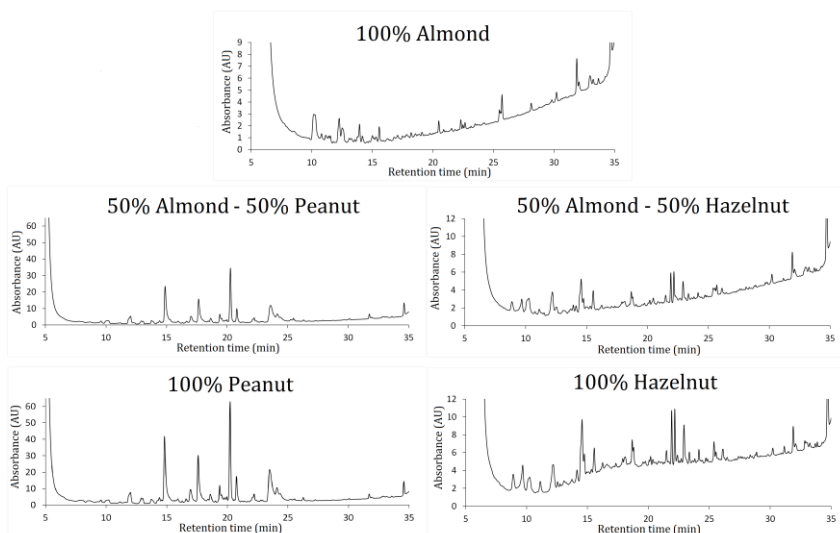 100% Almond
Absorbance (AU)
9
8
7
6
5
4
3
2
1
0
5 10 15 20 25 30 35
Retention time (min)
50% Almond - 50% Peanut
Absorbance (AU)
60
50
40
30
20
10
0
5 10 15 20 25 30 35
Retention time (min)
50% Almond - 50% Hazelnut
Absorbance (AU)
12
10
8
6
4
2
0
5 10 15 20 25 30 35
Retention time (min)
100% Peanut
Absorbance (AU)
60
50
40
30
20
10
0
5 10 15 20 25 30 35
Retention time (min)
100% Hazelnut
Absorbance (AU)
12
10
8
6
4
2
0
5 10 15 20 25 30 35
Retention time (min)